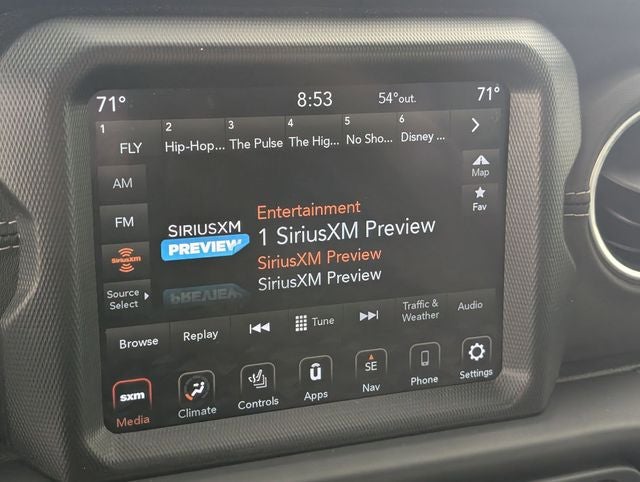 71° 8:53 54°out. 71°
1 2 3 4 5 6
FLY Hip-Hop... The Pulse The Hig... No Sho... Disney ...
AM
Map
FM
Fav
SiriusXM
SIRIUSXM
PREVIEW
Entertainment
1 SiriusXM Preview
SiriusXM Preview
SiriusXM Preview
Source
Select
Browse Replay Tune Traffic &
Weather Audio
sxm
Media Climate Controls Apps
SE
Nav Phone Settings